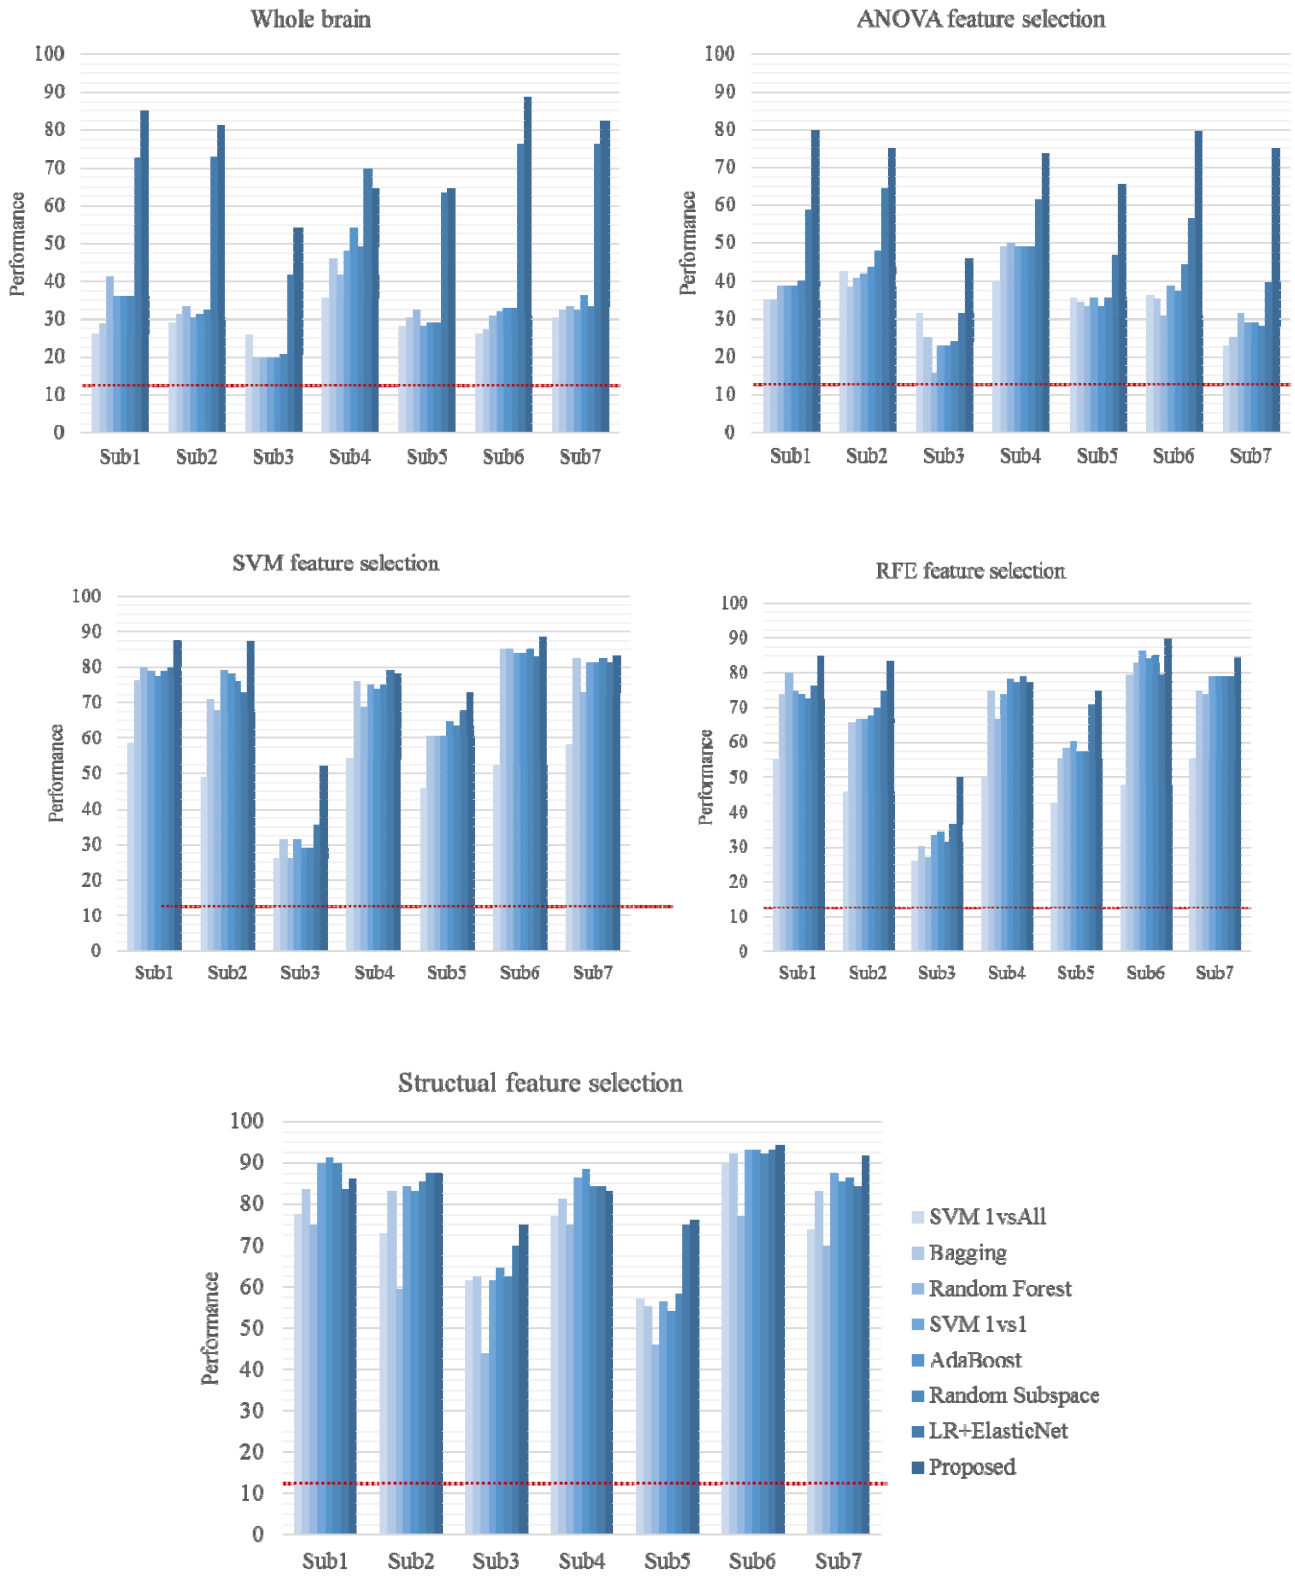 Whole brain
100
90
80
70
60
50
40
30
20
10
0
Performance
Sub1 Sub2 Sub3 Sub4 Sub5 Sub6 Sub7
ANOVA feature selection
100
90
80
70
60
50
40
30
20
10
0
Performance
Sub1 Sub2 Sub3 Sub4 Sub5 Sub6 Sub7
SVM feature selection
100
90
80
70
60
50
40
30
20
10
0
Performance
Sub1 Sub2 Sub3 Sub4 Sub5 Sub6 Sub7
RFE feature selection
100
90
80
70
60
50
40
30
20
10
0
Performance
Sub1 Sub2 Sub3 Sub4 Sub5 Sub6 Sub7
Structual feature selection
100
90
80
70
60
50
40
30
20
10
0
Performance
Sub1 Sub2 Sub3 Sub4 Sub5 Sub6 Sub7
SVM 1vsAll
Bagging
Random Forest
SVM 1vs1
AdaBoost
Random Subspace
LR+ElasticNet
Proposed